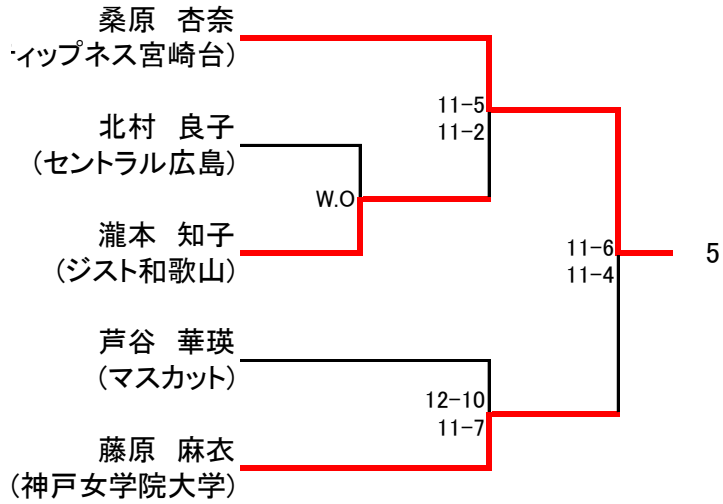 桑原 杏奈
ィップネス宮崎台)
11-5
11-2
北村 良子
(セントラル広島)
W.O
瀧本 知子
(ジスト和歌山)
11-6
11-4
5
芦谷 華瑛
(マスカット)
12-10
11-7
藤原 麻衣
(神戸女学院大学)